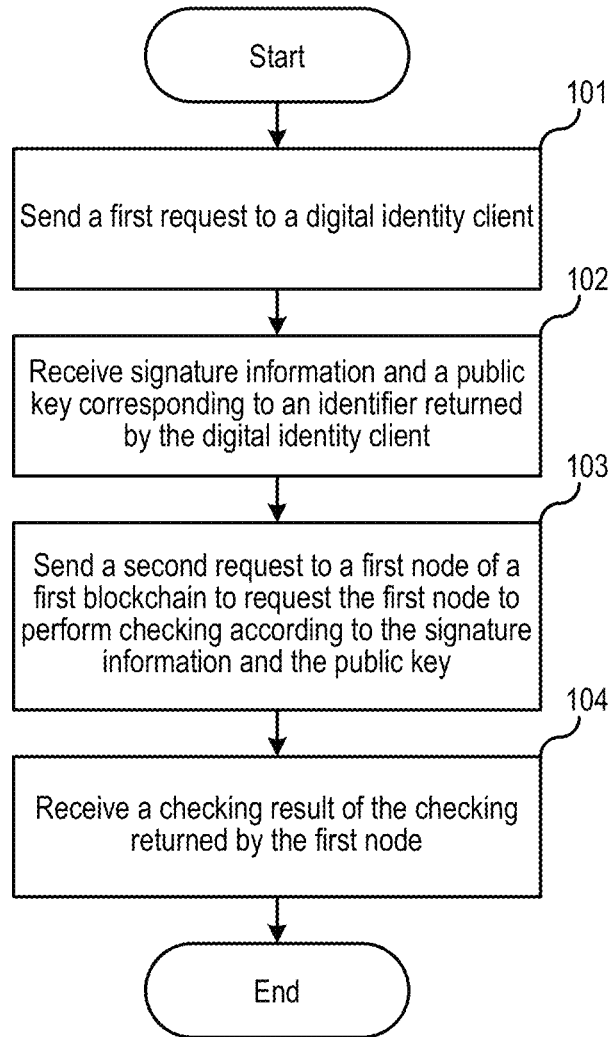 Start
101
Send a first request to a digital identity client
102
Receive signature information and a public
key corresponding to an identifier returned
by the digital identity client
103
Send a second request to a first node of a
first blockchain to request the first node to
perform checking according to the signature
information and the public key
104
Receive a checking result of the checking
returned by the first node
End